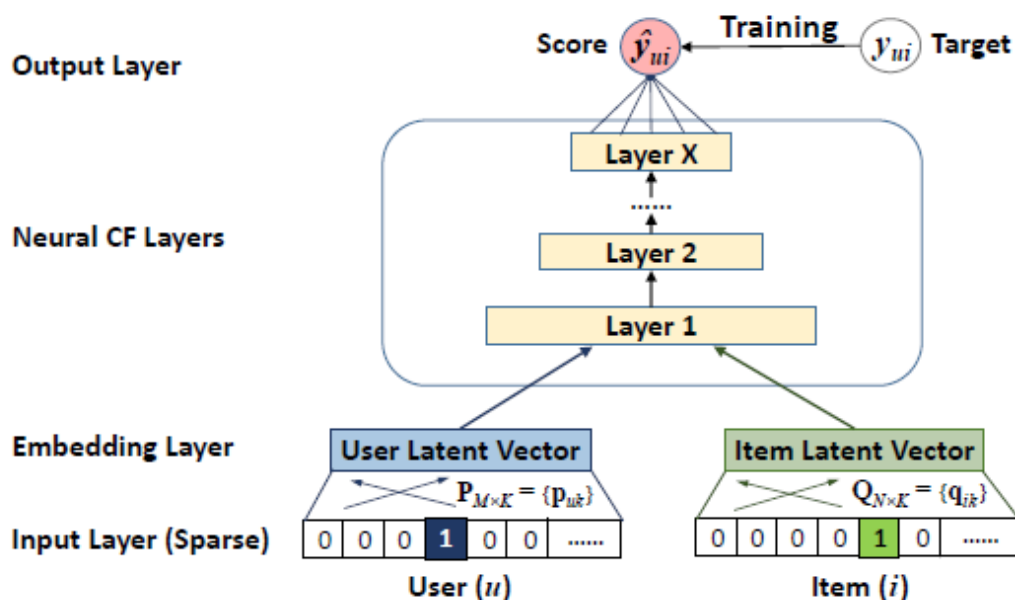 Score ŷui Training yui Target
Output Layer
Layer X
......
Neural CF Layers
Layer 2
Layer 1
Embedding Layer User Latent Vector Item Latent Vector
PM×K = {puk} QN×K = {qik}
Input Layer (Sparse) 0 0 0 1 0 0 ...... 0 0 0 0 1 0 ......
User (u) Item (i)